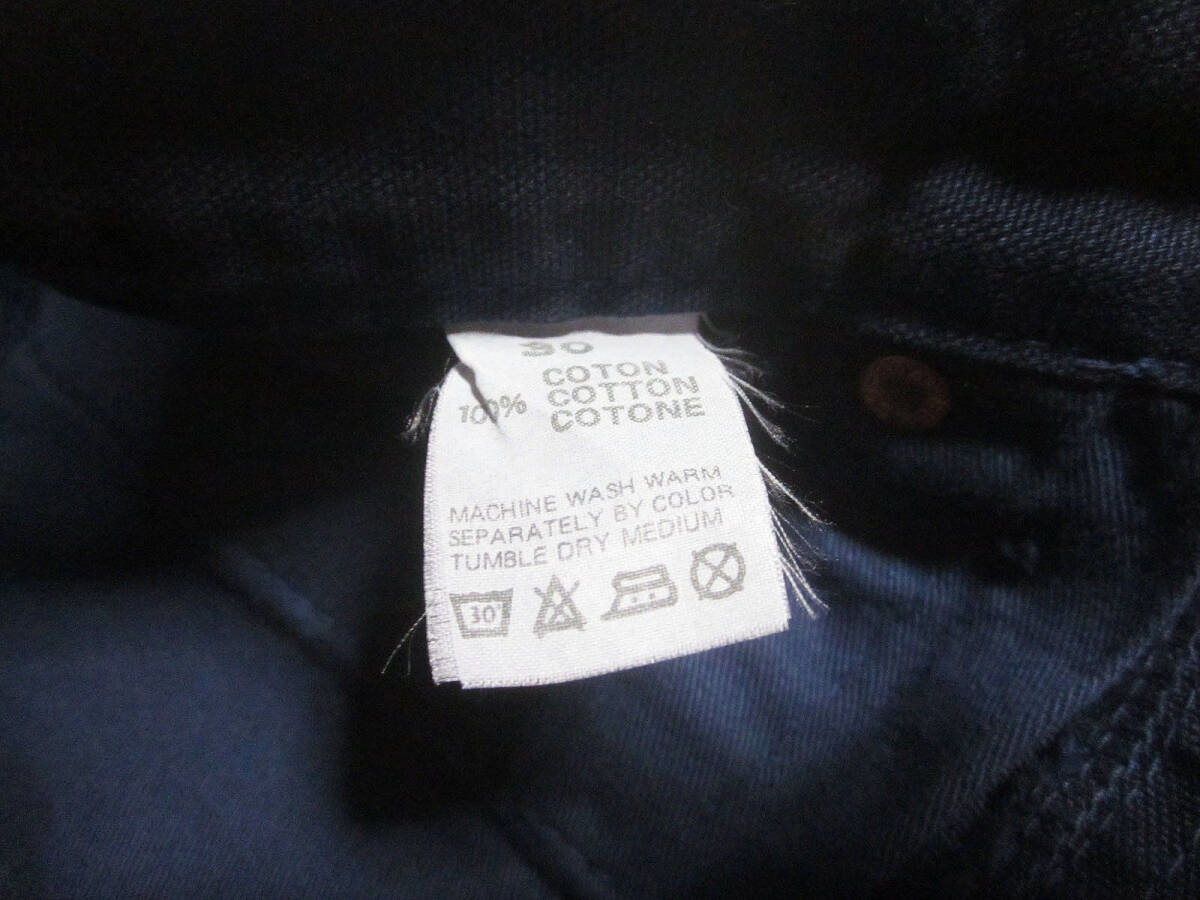 30
COTON
100% COTTON
COTONE
MACHINE WASH WARM
SEPARATELY BY COLOR
TUMBLE DRY MEDIUM
30